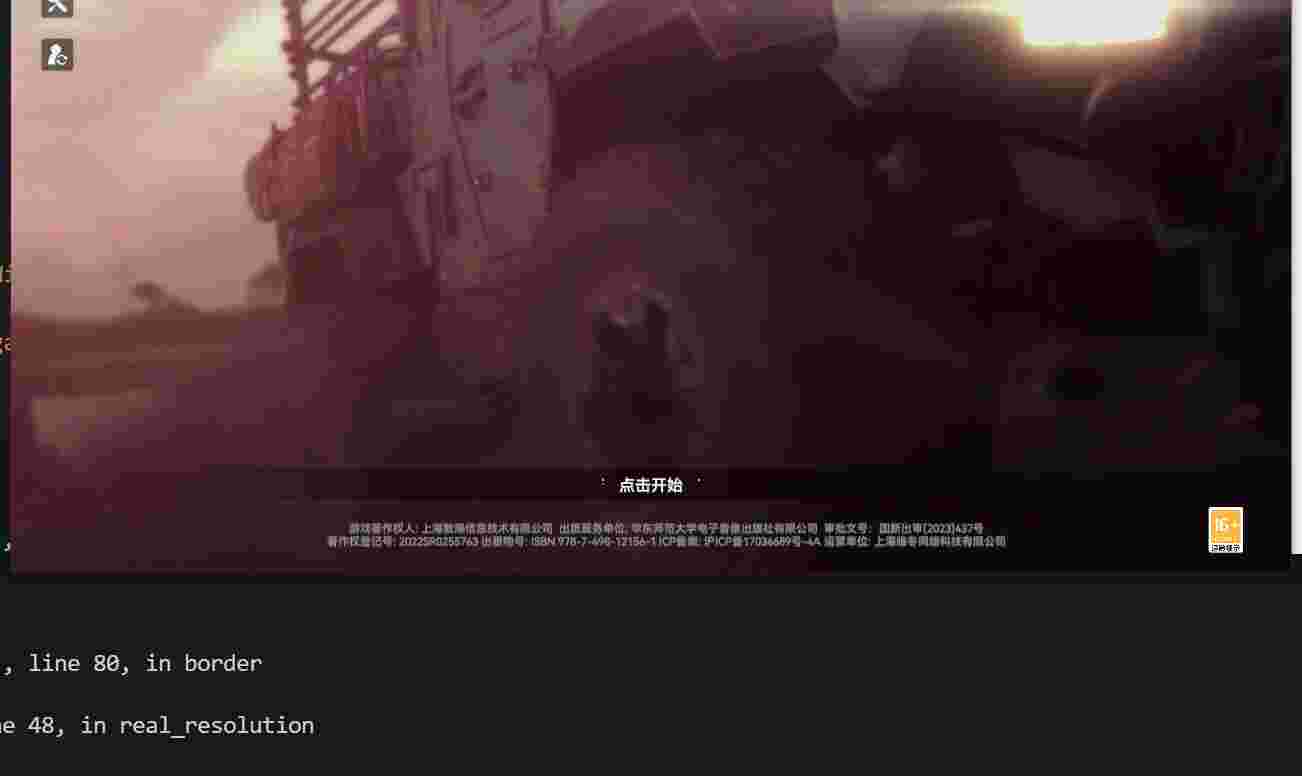 点击开始
游戏著作权人: 上海散爆信息技术有限公司 出版服务单位: 华东师范大学电子音像出版社有限公司 审批文号: 国新出审[2023]437号
著作权登记号: 2022SR0255763 出版物号: ISBN 978-7-498-12156-1 ICP备案: 沪ICP备17036689号-4A 运营单位: 上海暗冬网络科技有限公司
16+
, line 80, in border
e 48, in real_resolution